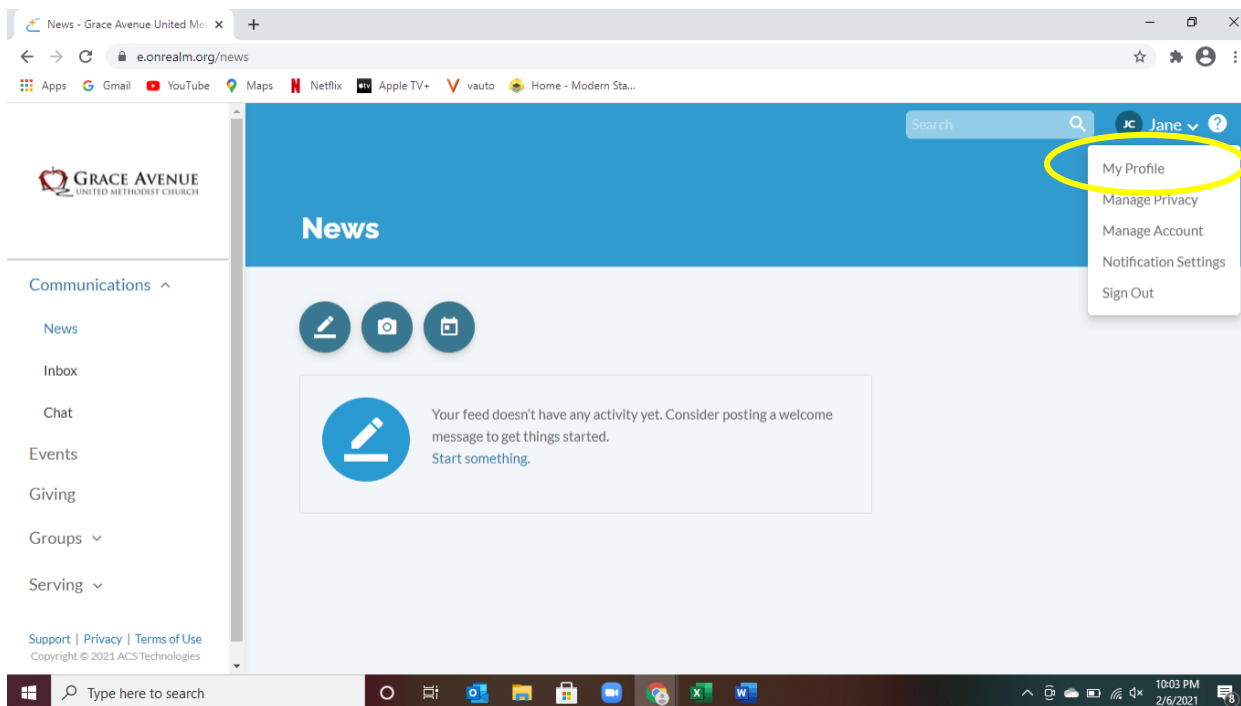 News - Grace Avenue United Me
e.onrealm.org/news
Apps Gmail YouTube Maps Netflix Apple TV+ vauto Home - Modern Sta...
Search JC Jane ?
GRACE AVENUE
UNITED METHODIST CHURCH
News
My Profile
Manage Privacy
Manage Account
Notification Settings
Sign Out
Communications
News
Inbox
Chat
Events
Giving
Groups
Serving
Your feed doesn't have any activity yet. Consider posting a welcome
message to get things started.
Start something.
Support | Privacy | Terms of Use
Copyright © 2021 ACS Technologies
Type here to search
10:03 PM
2/6/2021
8